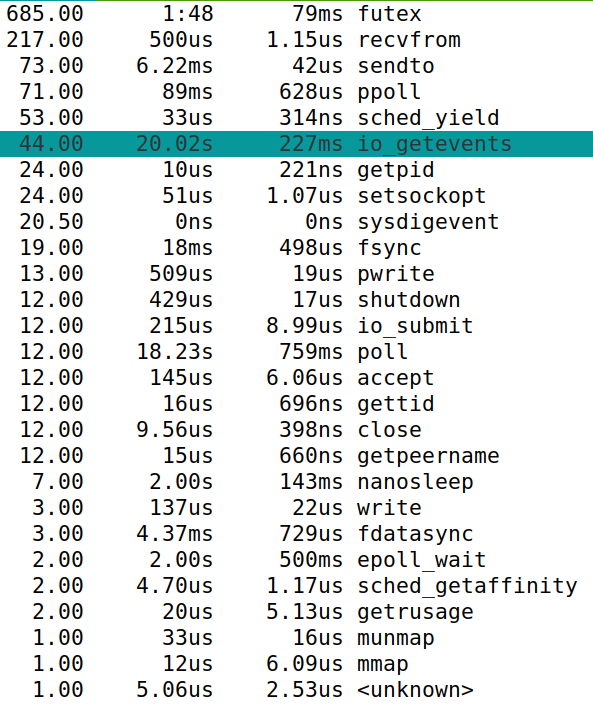 685.00 1:48 79ms futex
217.00 500us 1.15us recvfrom
73.00 6.22ms 42us sendto
71.00 89ms 628us ppoll
53.00 33us 314ns sched_yield
44.00 20.02s 227ms io_getevents
24.00 10us 221ns getpid
24.00 51us 1.07us setsockopt
20.50 0ns 0ns sysdigevent
19.00 18ms 498us fsync
13.00 509us 19us pwrite
12.00 429us 17us shutdown
12.00 215us 8.99us io_submit
12.00 18.23s 759ms poll
12.00 145us 6.06us accept
12.00 16us 696ns gettid
12.00 9.56us 398ns close
12.00 15us 660ns getpeername
7.00 2.00s 143ms nanosleep
3.00 137us 22us write
3.00 4.37ms 729us fdatasync
2.00 2.00s 500ms epoll_wait
2.00 4.70us 1.17us sched_getaffinity
2.00 20us 5.13us getrusage
1.00 33us 16us munmap
1.00 12us 6.09us mmap
1.00 5.06us 2.53us <unknown>